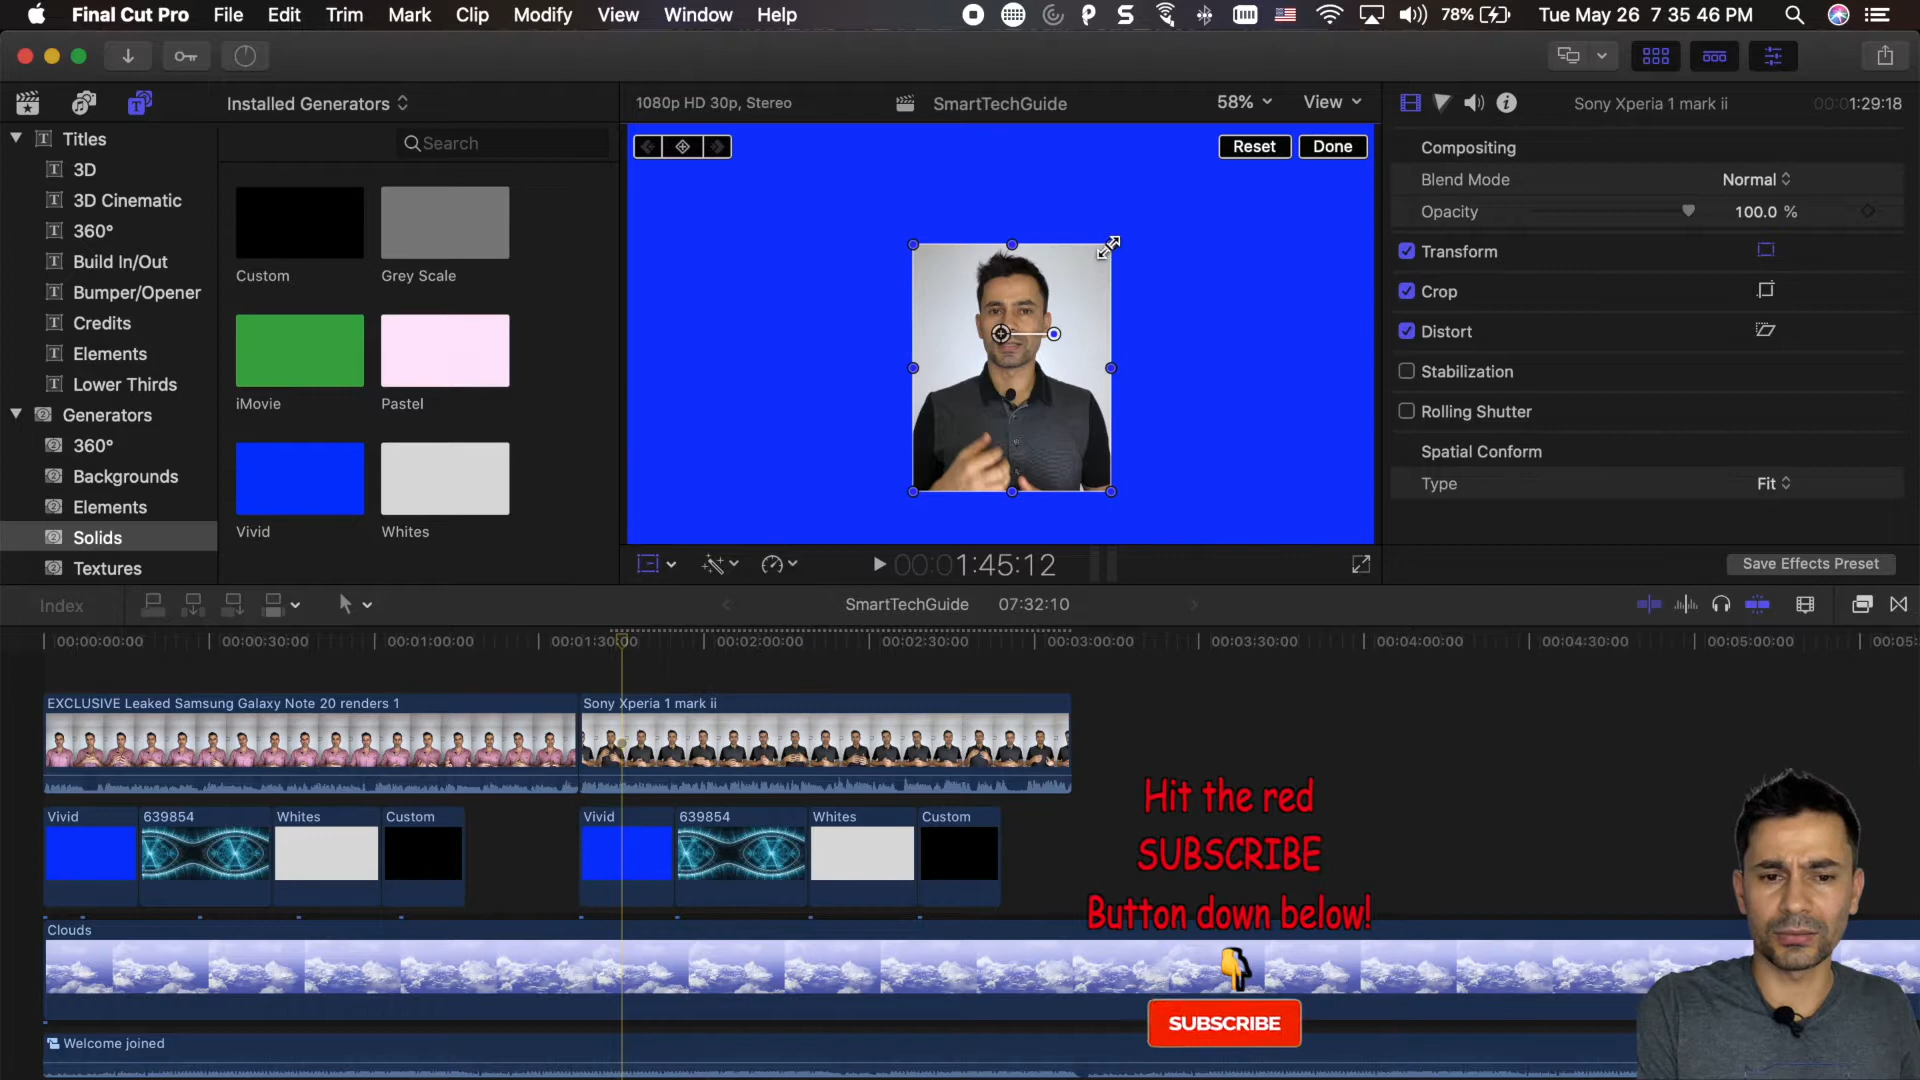 Final Cut Pro File Edit Trim Mark Clip Modify View Window Help
78% Tue May 26 7 35 46 PM
Installed Generators
1080p HD 30p, Stereo
SmartTechGuide
58% View
Sony Xperia 1 mark ii
00:01:29:18
Titles
3D
3D Cinematic
360°
Build In/Out
Bumper/Opener
Credits
Elements
Lower Thirds
Generators
360°
Backgrounds
Elements
Solids
Textures
Search
Custom
Grey Scale
iMovie
Pastel
Vivid
Whites
Reset
Done
00:01:45:12
Compositing
Blend Mode Normal
Opacity 100.0 %
Transform
Crop
Distort
Stabilization
Rolling Shutter
Spatial Conform
Type Fit
Save Effects Preset
Index
SmartTechGuide 07:32:10
00:00:00:00 00:00:30:00 00:01:00:00 00:01:30:00 00:02:00:00 00:02:30:00 00:03:00:00 00:03:30:00 00:04:00:00 00:04:30:00 00:05:00:00
EXCLUSIVE Leaked Samsung Galaxy Note 20 renders 1
Sony Xperia 1 mark ii
Vivid 639854 Whites Custom
Vivid 639854 Whites Custom
Clouds
Welcome joined
Hit the red
SUBSCRIBE
Button down below!
SUBSCRIBE